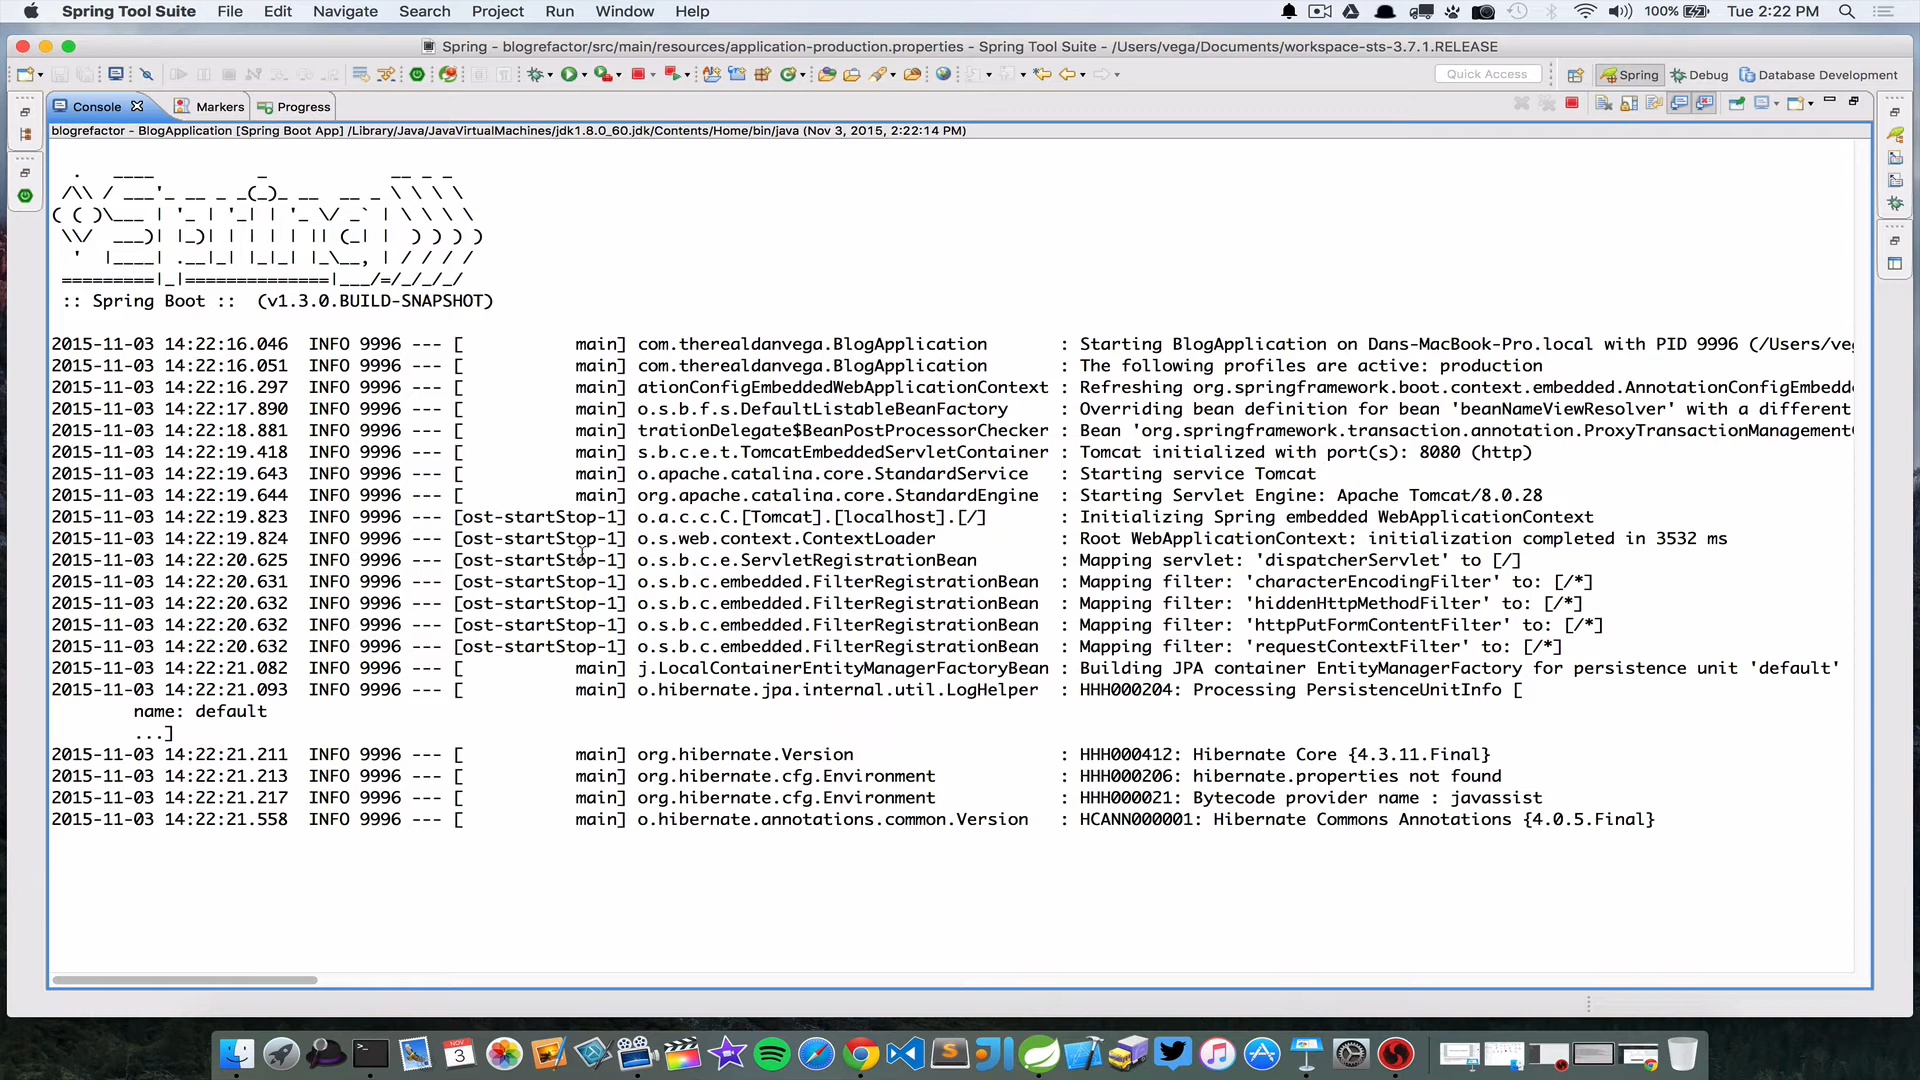 Spring Tool Suite File Edit Navigate Search Project Run Window Help 100% Tue 2:22 PM
Spring - blogrefactor/src/main/resources/application-production.properties - Spring Tool Suite - /Users/vega/Documents/workspace-sts-3.7.1.RELEASE
Quick Access Spring Debug Database Development
Console Markers Progress
blogrefactor - BlogApplication [Spring Boot App] /Library/Java/JavaVirtualMachines/jdk1.8.0_60.jdk/Contents/Home/bin/java (Nov 3, 2015, 2:22:14 PM)
  .   ____          _            __ _ _
 /\\ / ___'_ __ _ _(_)_ __  __ _ \ \ \ \
( ( )\___ | '_ | '_| | '_ \/ _` | \ \ \ \
 \\/  ___)| |_)| | | | | || (_| |  ) ) ) )
  '  |____| .__|_| |_|_| |_\__, | / / / /
 =========|_|==============|___/=/_/_/_/
:: Spring Boot ::  (v1.3.0.BUILD-SNAPSHOT)
2015-11-03 14:22:16.046  INFO 9996 --- [           main] com.therealdanvega.BlogApplication       : Starting BlogApplication on Dans-MacBook-Pro.local with PID 9996 (/Users/veg
2015-11-03 14:22:16.051  INFO 9996 --- [           main] com.therealdanvega.BlogApplication       : The following profiles are active: production
2015-11-03 14:22:16.297  INFO 9996 --- [           main] ationConfigEmbeddedWebApplicationContext : Refreshing org.springframework.boot.context.embedded.AnnotationConfigEmbedde
2015-11-03 14:22:17.890  INFO 9996 --- [           main] o.s.b.f.s.DefaultListableBeanFactory     : Overriding bean definition for bean 'beanNameViewResolver' with a different
2015-11-03 14:22:18.881  INFO 9996 --- [           main] trationDelegate$BeanPostProcessorChecker : Bean 'org.springframework.transaction.annotation.ProxyTransactionManagementC
2015-11-03 14:22:19.418  INFO 9996 --- [           main] s.b.c.e.t.TomcatEmbeddedServletContainer : Tomcat initialized with port(s): 8080 (http)
2015-11-03 14:22:19.643  INFO 9996 --- [           main] o.apache.catalina.core.StandardService   : Starting service Tomcat
2015-11-03 14:22:19.644  INFO 9996 --- [           main] org.apache.catalina.core.StandardEngine  : Starting Servlet Engine: Apache Tomcat/8.0.28
2015-11-03 14:22:19.823  INFO 9996 --- [ost-startStop-1] o.a.c.c.C.[Tomcat].[localhost].[/]       : Initializing Spring embedded WebApplicationContext
2015-11-03 14:22:19.824  INFO 9996 --- [ost-startStop-1] o.s.web.context.ContextLoader            : Root WebApplicationContext: initialization completed in 3532 ms
2015-11-03 14:22:20.625  INFO 9996 --- [ost-startStop-1] o.s.b.c.e.ServletRegistrationBean        : Mapping servlet: 'dispatcherServlet' to [/]
2015-11-03 14:22:20.631  INFO 9996 --- [ost-startStop-1] o.s.b.c.embedded.FilterRegistrationBean  : Mapping filter: 'characterEncodingFilter' to: [/*]
2015-11-03 14:22:20.632  INFO 9996 --- [ost-startStop-1] o.s.b.c.embedded.FilterRegistrationBean  : Mapping filter: 'hiddenHttpMethodFilter' to: [/*]
2015-11-03 14:22:20.632  INFO 9996 --- [ost-startStop-1] o.s.b.c.embedded.FilterRegistrationBean  : Mapping filter: 'httpPutFormContentFilter' to: [/*]
2015-11-03 14:22:20.632  INFO 9996 --- [ost-startStop-1] o.s.b.c.embedded.FilterRegistrationBean  : Mapping filter: 'requestContextFilter' to: [/*]
2015-11-03 14:22:21.082  INFO 9996 --- [           main] j.LocalContainerEntityManagerFactoryBean : Building JPA container EntityManagerFactory for persistence unit 'default'
2015-11-03 14:22:21.093  INFO 9996 --- [           main] o.hibernate.jpa.internal.util.LogHelper  : HHH000204: Processing PersistenceUnitInfo [
name: default
...]
2015-11-03 14:22:21.211  INFO 9996 --- [           main] org.hibernate.Version                    : HHH000412: Hibernate Core {4.3.11.Final}
2015-11-03 14:22:21.213  INFO 9996 --- [           main] org.hibernate.cfg.Environment            : HHH000206: hibernate.properties not found
2015-11-03 14:22:21.217  INFO 9996 --- [           main] org.hibernate.cfg.Environment            : HHH000021: Bytecode provider name : javassist
2015-11-03 14:22:21.558  INFO 9996 --- [           main] o.hibernate.annotations.common.Version   : HCANN000001: Hibernate Commons Annotations {4.0.5.Final}
NOV
3